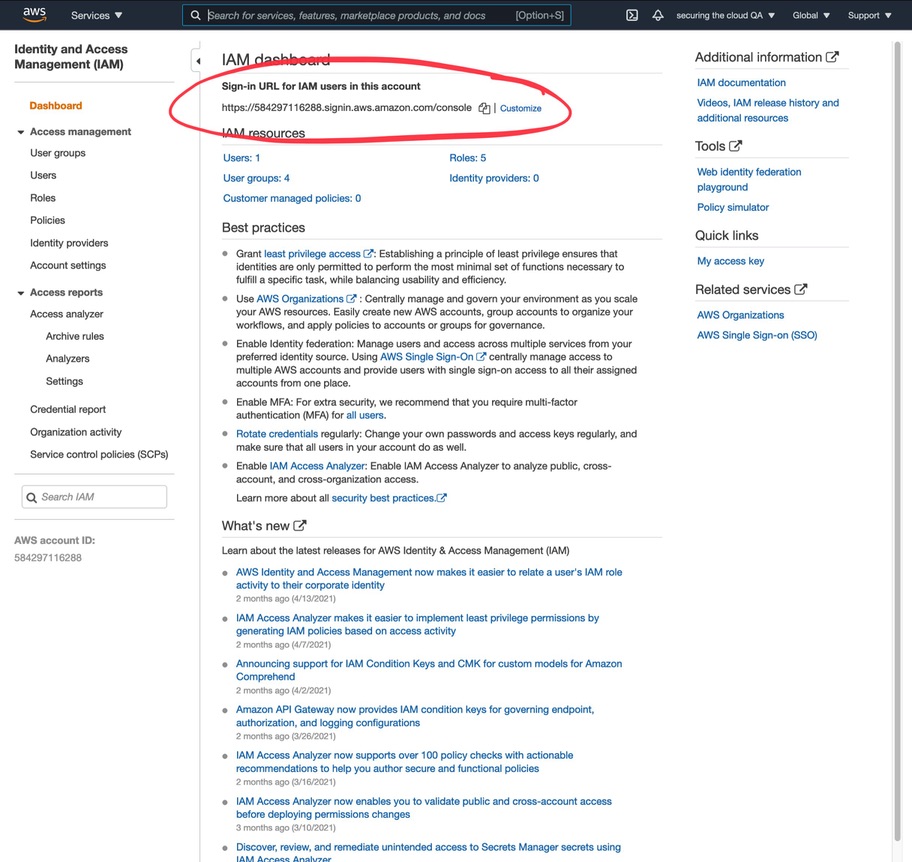 aws
Services
Search for services, features, marketplace products, and docs
[Option+S]
securing the cloud QA
Global
Support
Identity and Access
Management (IAM)
Dashboard
Access management
User groups
Users
Roles
Policies
Identity providers
Account settings
Access reports
Access analyzer
Archive rules
Analyzers
Settings
Credential report
Organization activity
Service control policies (SCPs)
Search IAM
AWS account ID:
584297116288
IAM dashboard
Sign-in URL for IAM users in this account
https://584297116288.signin.aws.amazon.com/console | Customize
IAM resources
Users: 1
Roles: 5
User groups: 4
Identity providers: 0
Customer managed policies: 0
Best practices
Grant least privilege access : Establishing a principle of least privilege ensures that
identities are only permitted to perform the most minimal set of functions necessary to
fulfill a specific task, while balancing usability and efficiency.
Use AWS Organizations : Centrally manage and govern your environment as you scale
your AWS resources. Easily create new AWS accounts, group accounts to organize your
workflows, and apply policies to accounts or groups for governance.
Enable Identity federation: Manage users and access across multiple services from your
preferred identity source. Using AWS Single Sign-On centrally manage access to
multiple AWS accounts and provide users with single sign-on access to all their assigned
accounts from one place.
Enable MFA: For extra security, we recommend that you require multi-factor
authentication (MFA) for all users.
Rotate credentials regularly: Change your own passwords and access keys regularly, and
make sure that all users in your account do as well.
Enable IAM Access Analyzer: Enable IAM Access Analyzer to analyze public, cross-
account, and cross-organization access.
Learn more about all security best practices.
What's new
Learn about the latest releases for AWS Identity & Access Management (IAM)
AWS Identity and Access Management now makes it easier to relate a user's IAM role
activity to their corporate identity
2 months ago (4/13/2021)
IAM Access Analyzer makes it easier to implement least privilege permissions by
generating IAM policies based on access activity
2 months ago (4/7/2021)
Announcing support for IAM Condition Keys and CMK for custom models for Amazon
Comprehend
2 months ago (4/2/2021)
Amazon API Gateway now provides IAM condition keys for governing endpoint,
authorization, and logging configurations
2 months ago (3/26/2021)
IAM Access Analyzer now supports over 100 policy checks with actionable
recommendations to help you author secure and functional policies
2 months ago (3/16/2021)
IAM Access Analyzer now enables you to validate public and cross-account access
before deploying permissions changes
3 months ago (3/10/2021)
Discover, review, and remediate unintended access to Secrets Manager secrets using
IAM Access Analyzer
Additional information
IAM documentation
Videos, IAM release history and
additional resources
Tools
Web identity federation
playground
Policy simulator
Quick links
My access key
Related services
AWS Organizations
AWS Single Sign-on (SSO)